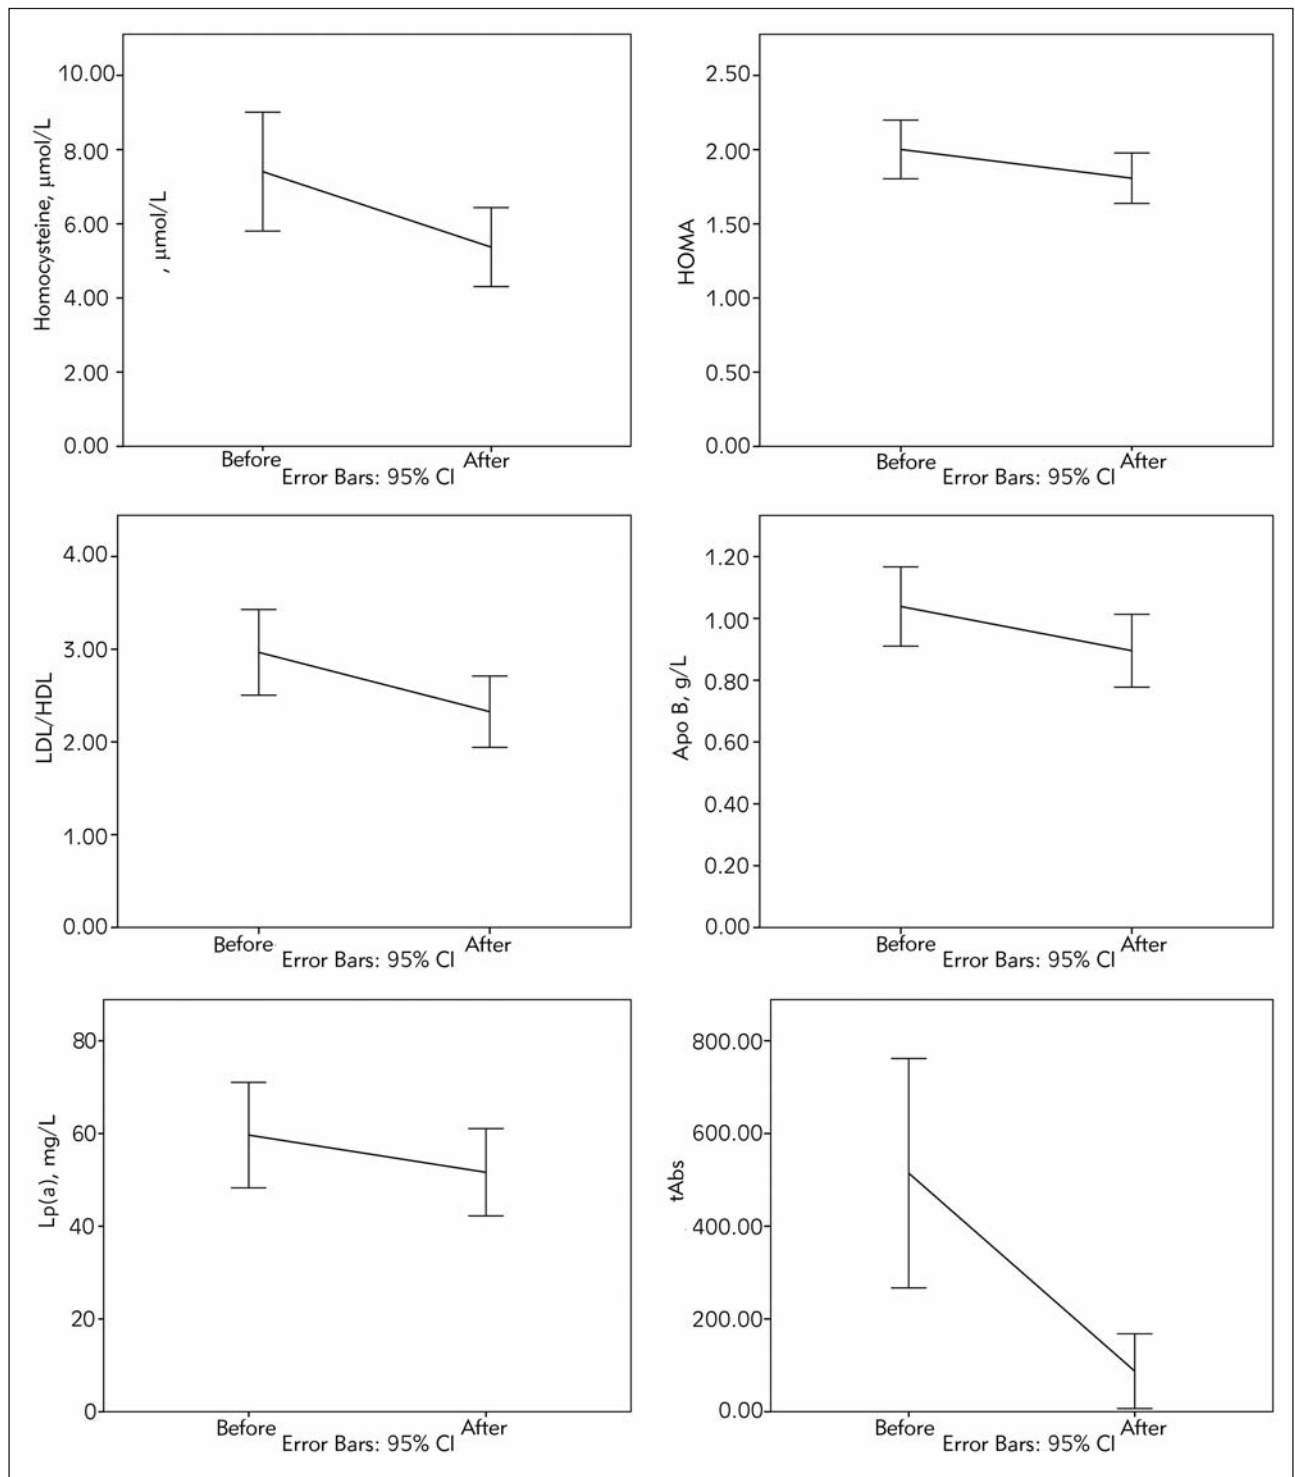 Homocysteine, μmol/L
, μmol/L
10.00
8.00
6.00
4.00
2.00
0.00
Before
After
Error Bars: 95% CI
HOMA
2.50
2.00
1.50
1.00
0.50
0.00
Before
After
Error Bars: 95% CI
LDL/HDL
4.00
3.00
2.00
1.00
0.00
Before
After
Error Bars: 95% CI
Apo B, g/L
1.20
1.00
0.80
0.60
0.40
0.20
0.00
Before
After
Error Bars: 95% CI
Lp(a), mg/L
80
60
40
20
0
Before
After
Error Bars: 95% CI
tAbs
800.00
600.00
400.00
200.00
0.00
Before
After
Error Bars: 95% CI